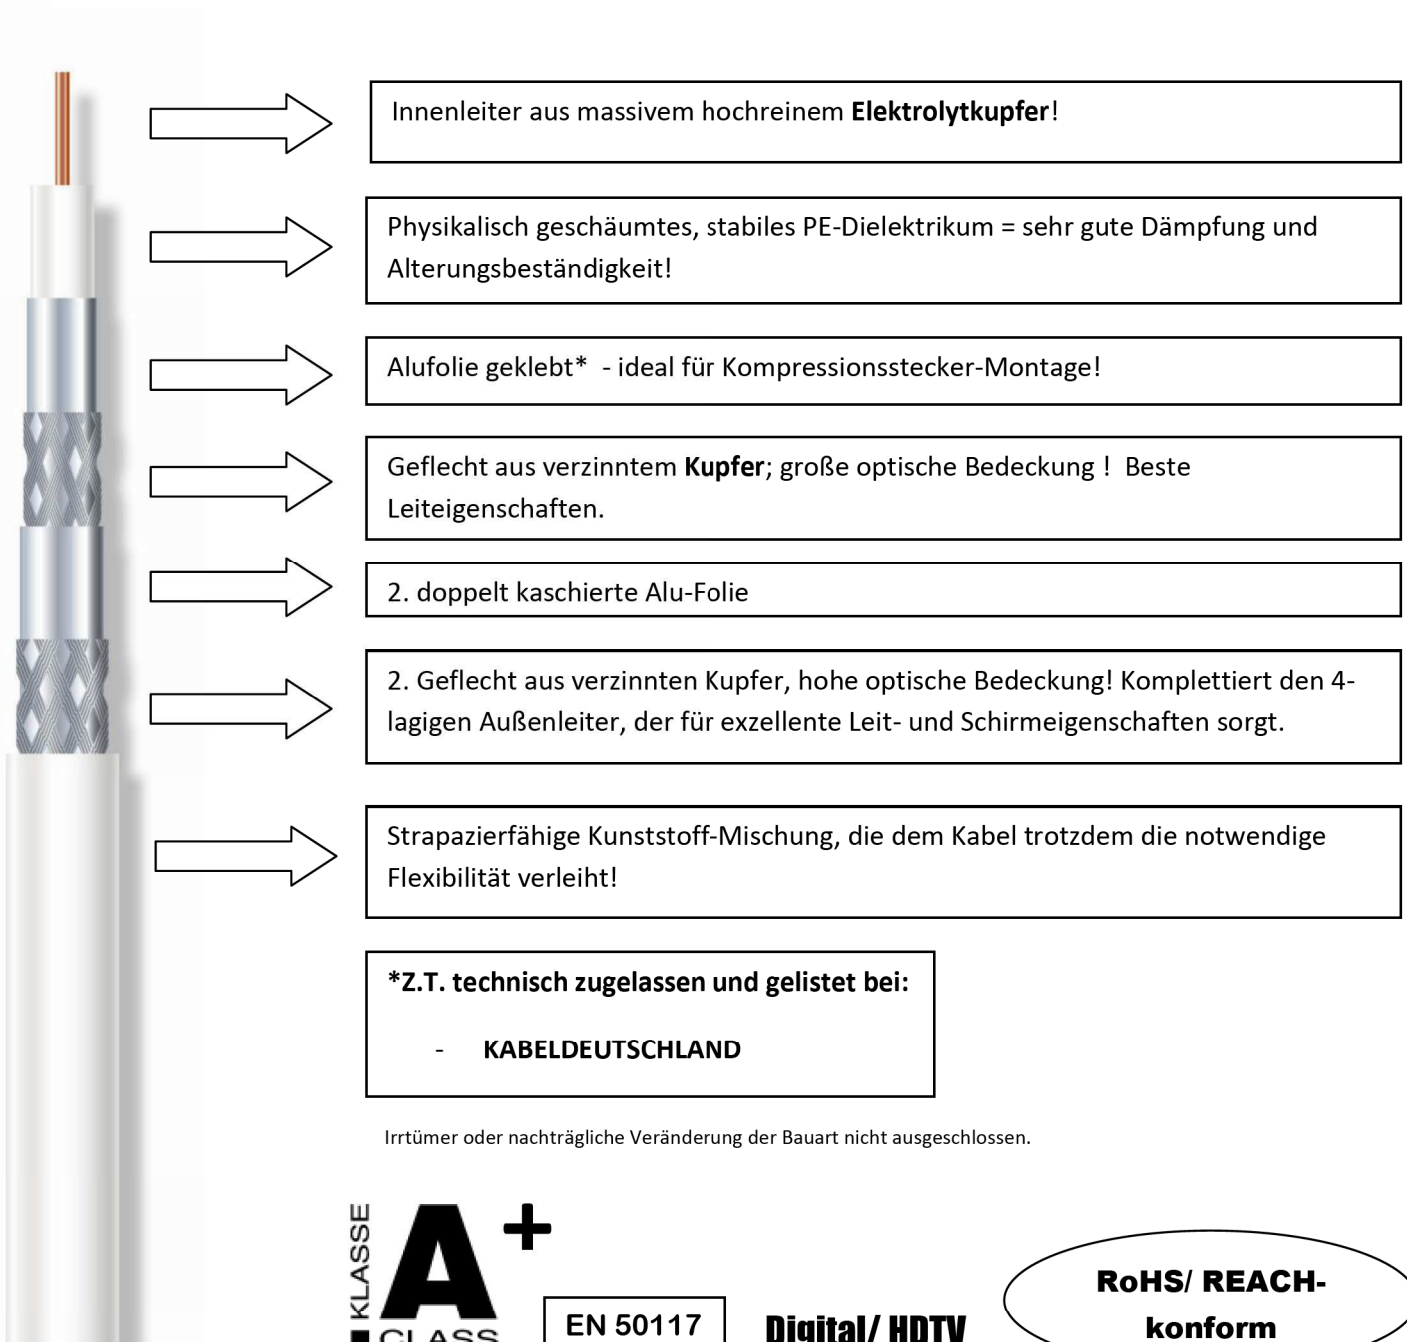 Innenleiter aus massivem hochreinem Elektrolytkupfer!
Physikalisch geschäumtes, stabiles PE-Dielektrikum = sehr gute Dämpfung und
Alterungsbeständigkeit!
Alufolie geklebt* - ideal für Kompressionsstecker-Montage!
Geflecht aus verzinntem Kupfer; große optische Bedeckung ! Beste
Leiteigenschaften.
2. doppelt kaschierte Alu-Folie
2. Geflecht aus verzinnten Kupfer, hohe optische Bedeckung! Komplettiert den 4-
lagigen Außenleiter, der für exzellente Leit- und Schirmeigenschaften sorgt.
Strapazierfähige Kunststoff-Mischung, die dem Kabel trotzdem die notwendige
Flexibilität verleiht!
*Z.T. technisch zugelassen und gelistet bei:
- KABELDEUTSCHLAND
Irrtümer oder nachträgliche Veränderung der Bauart nicht ausgeschlossen.
KLASSE
A+
CLASS
EN 50117
Digital/ HDTV
RoHS/ REACH-
konform